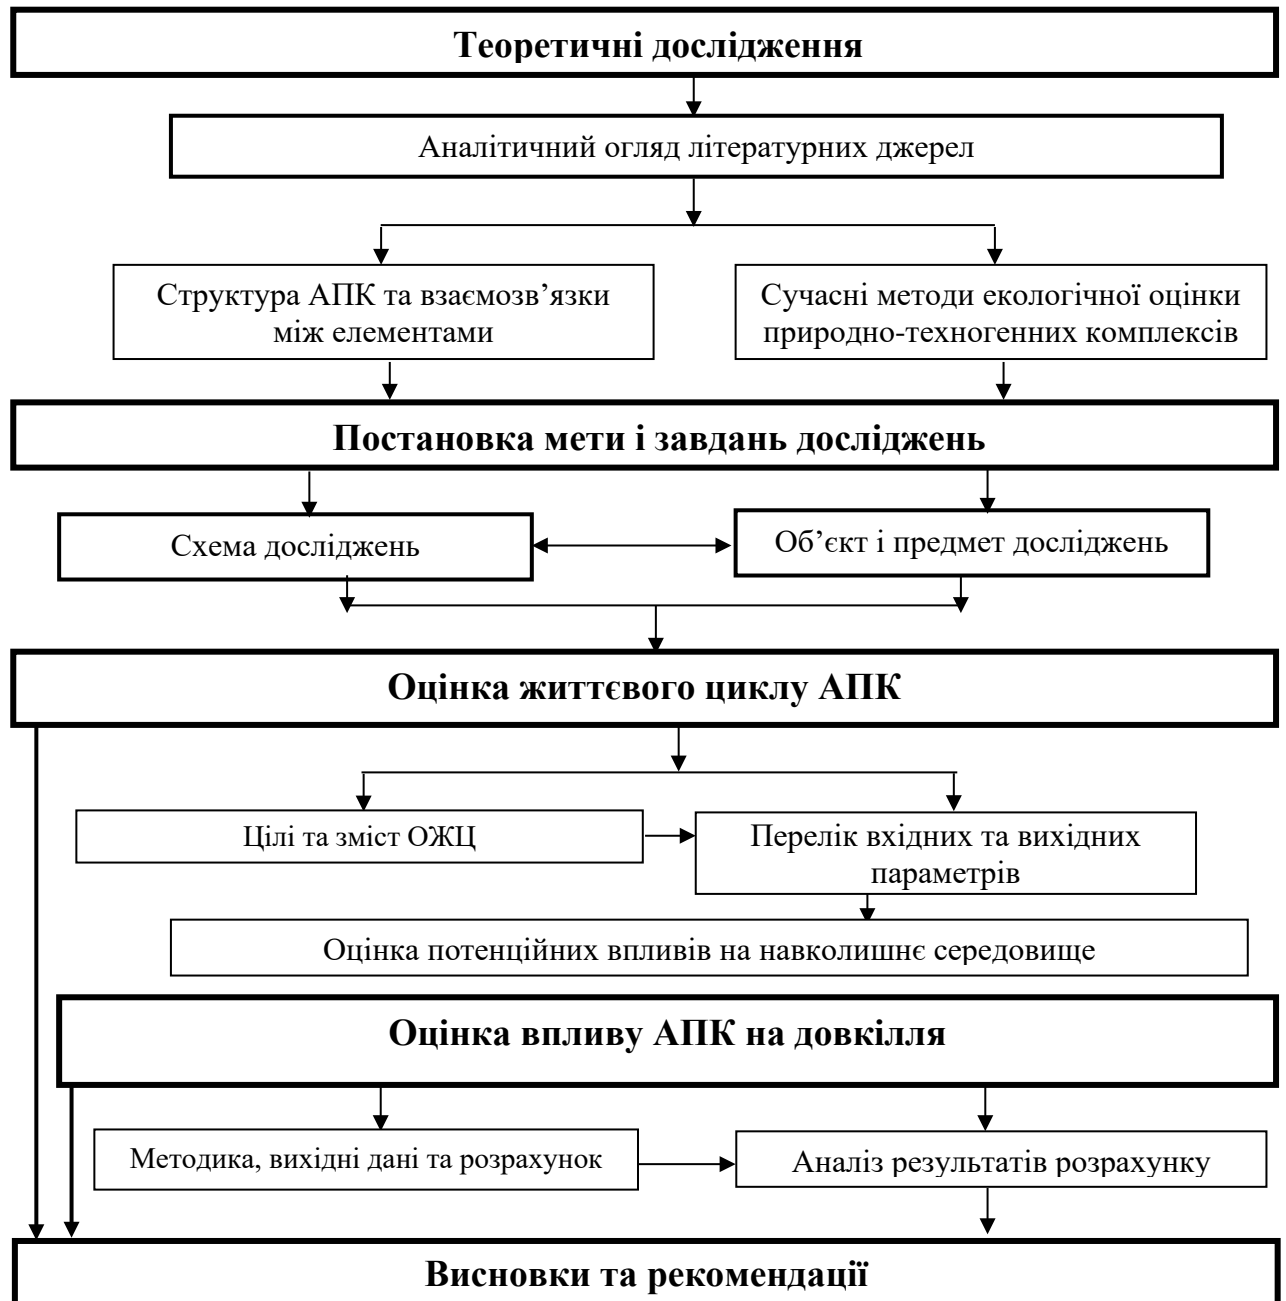 Теоретичні дослідження
Аналітичний огляд літературних джерел
Структура АПК та взаємозв’язки
між елементами
Сучасні методи екологічної оцінки
природно-техногенних комплексів
Постановка мети і завдань досліджень
Схема досліджень
Об’єкт і предмет досліджень
Оцінка життєвого циклу АПК
Цілі та зміст ОЖЦ
Перелік вхідних та вихідних
параметрів
Оцінка потенційних впливів на навколишнє середовище
Оцінка впливу АПК на довкілля
Методика, вихідні дані та розрахунок
Аналіз результатів розрахунку
Висновки та рекомендації